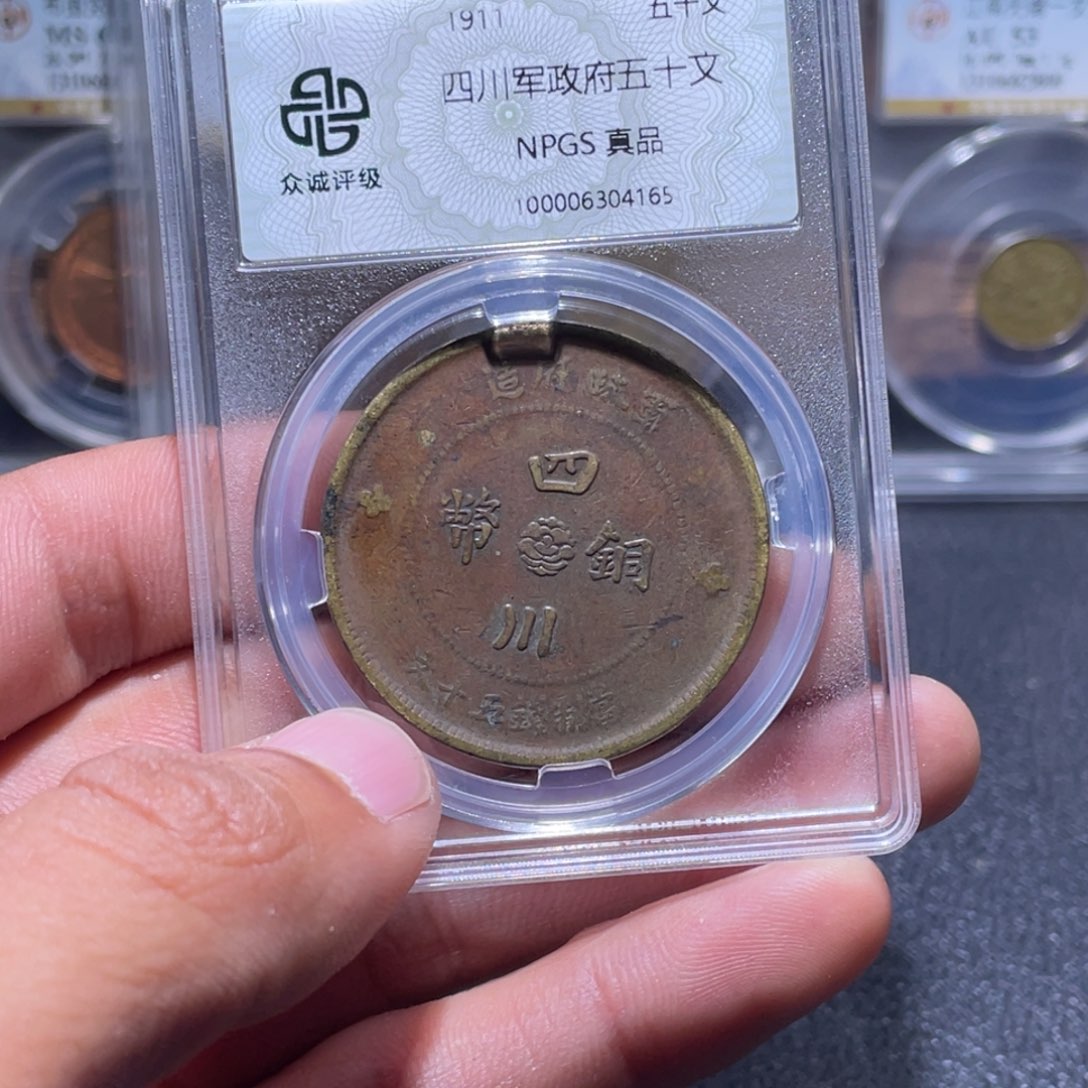 1911 五十文
四川军政府五十文
NPGS 真品
众诚评级
100006304165
造府政軍
四
幣 銅
川
當制錢五十文